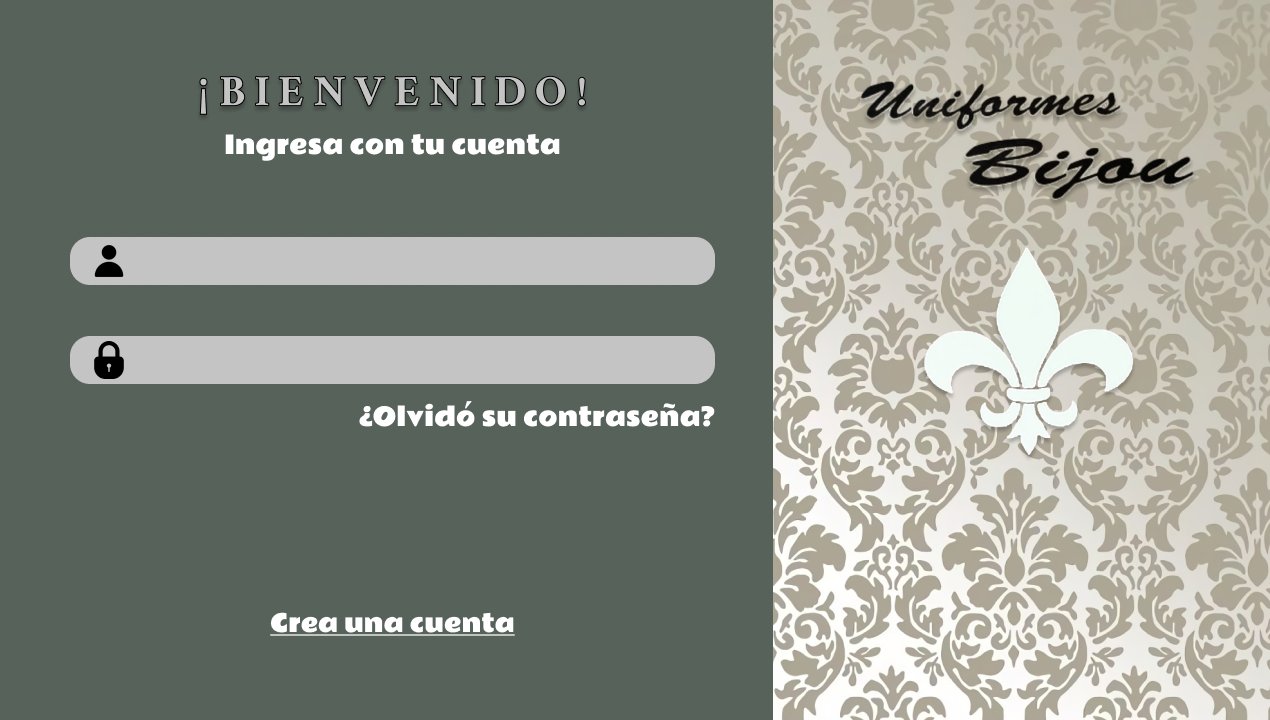 ¡BIENVENIDO!
Ingresa con tu cuenta
¿Olvidó su contraseña?
Crea una cuenta
Uniformes
Bijou